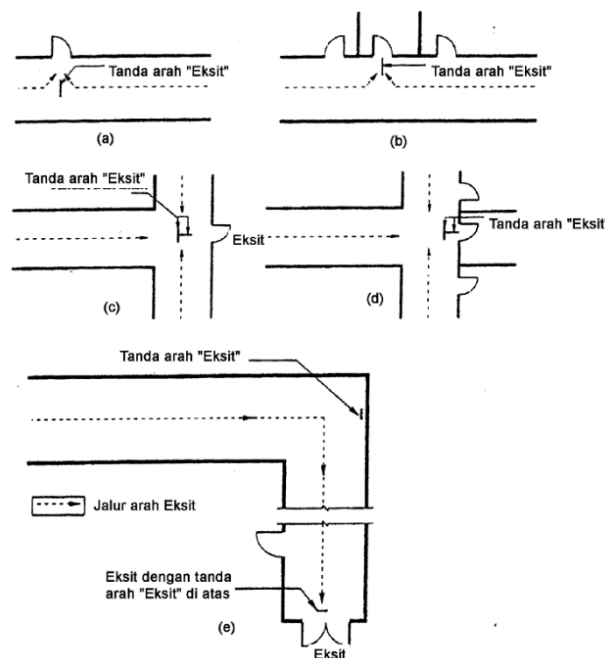 Tanda arah "Eksit"
(a)
Tanda arah "Eksit"
(b)
Tanda arah "Eksit"
Eksit
(c)
Tanda arah "Eksit
(d)
Tanda arah "Eksit"
Jalur arah Eksit
Eksit dengan tanda
arah "Eksit" di atas
(e)
Eksit